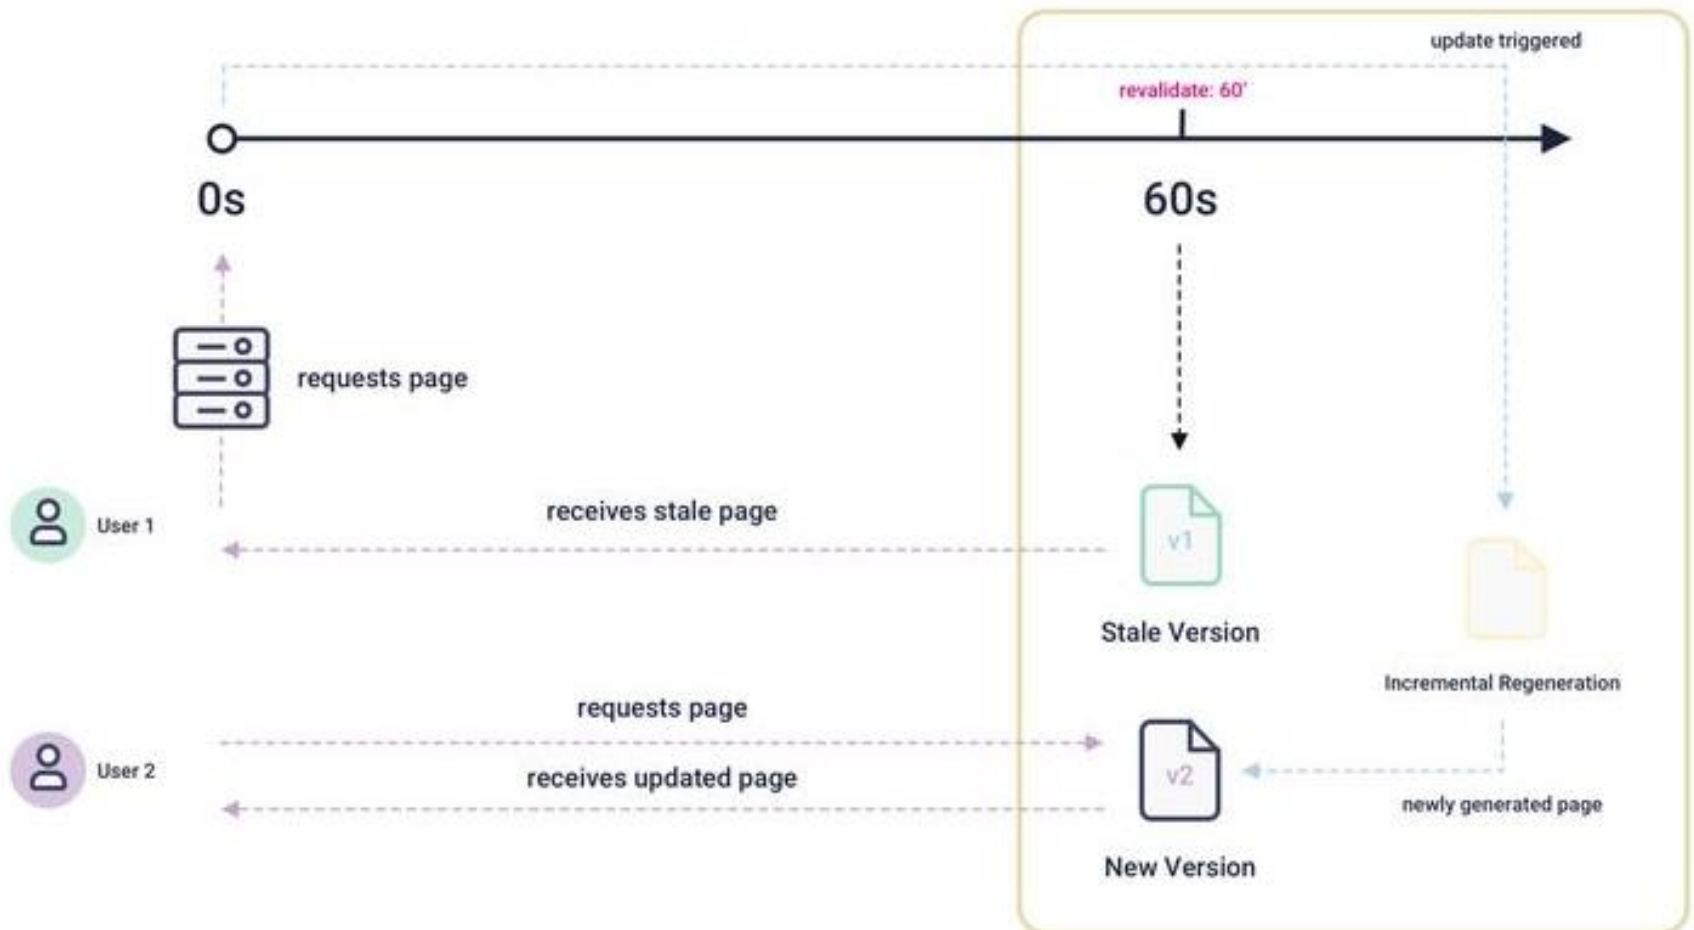 update triggered
revalidate: 60'
0s
60s
requests page
User 1
receives stale page
v1
Stale Version
Incremental Regeneration
requests page
User 2
receives updated page
v2
newly generated page
New Version